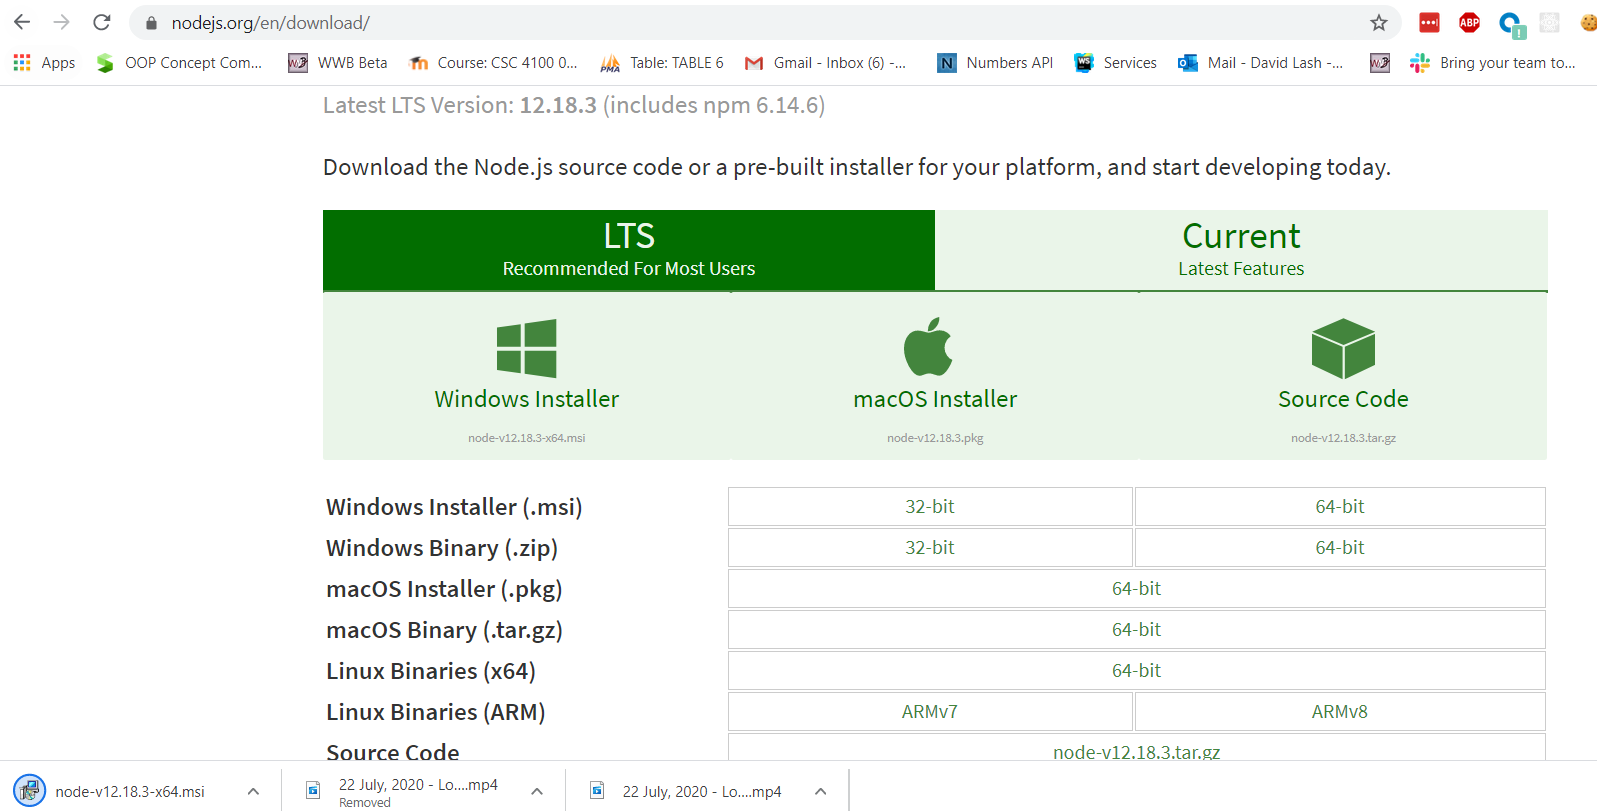 nodejs.org/en/download/
ABP
Apps
OOP Concept Com...
WWB Beta
Course: CSC 4100 0...
PMA
Table: TABLE 6
Gmail - Inbox (6) -...
N
Numbers API
WS
Services
Mail - David Lash -...
Bring your team to...
Latest LTS Version: 12.18.3 (includes npm 6.14.6)
Download the Node.js source code or a pre-built installer for your platform, and start developing today.
LTS
Recommended For Most Users
Current
Latest Features
Windows Installer
node-v12.18.3-x64.msi
macOS Installer
node-v12.18.3.pkg
Source Code
node-v12.18.3.tar.gz
Windows Installer (.msi) 32-bit 64-bit
Windows Binary (.zip) 32-bit 64-bit
macOS Installer (.pkg) 64-bit
macOS Binary (.tar.gz) 64-bit
Linux Binaries (x64) 64-bit
Linux Binaries (ARM) ARMv7 ARMv8
Source Code node-v12.18.3.tar.gz
node-v12.18.3-x64.msi
22 July, 2020 - Lo....mp4
Removed
22 July, 2020 - Lo....mp4